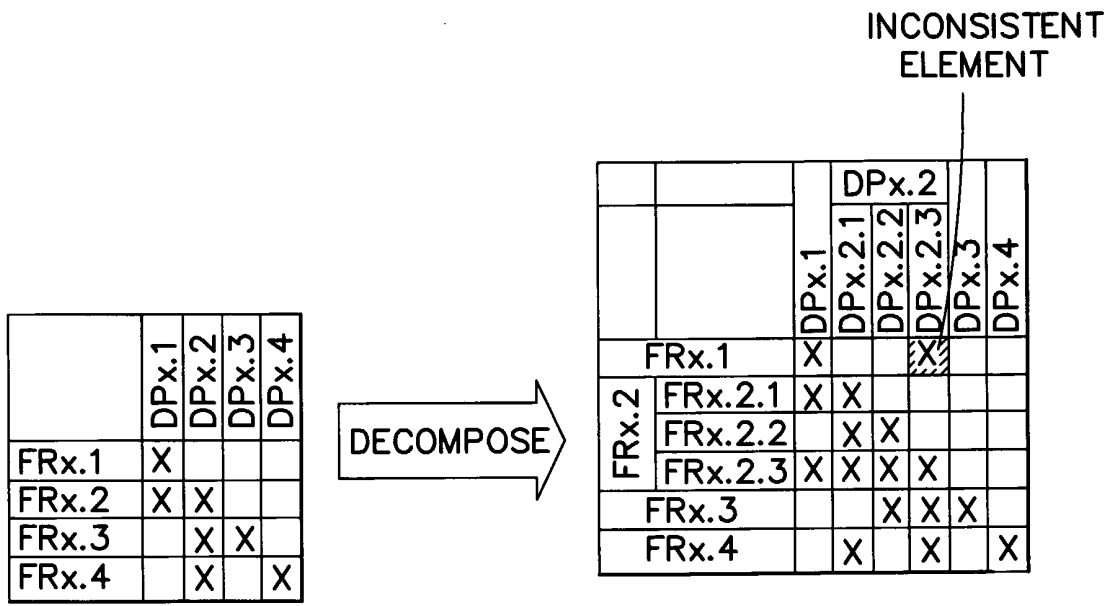 INCONSISTENT
ELEMENT
DPx.1 DPx.2 DPx.3 DPx.4
FRx.1 X
FRx.2 X X
FRx.3 X X
FRx.4 X X
DECOMPOSE
DPx.2
DPx.1 DPx.2.1 DPx.2.2 DPx.2.3 DPx.3 DPx.4
FRx.1 X X
FRx.2
FRx.2.1 X X
FRx.2.2 X X
FRx.2.3 X X X X
FRx.3 X X X
FRx.4 X X X